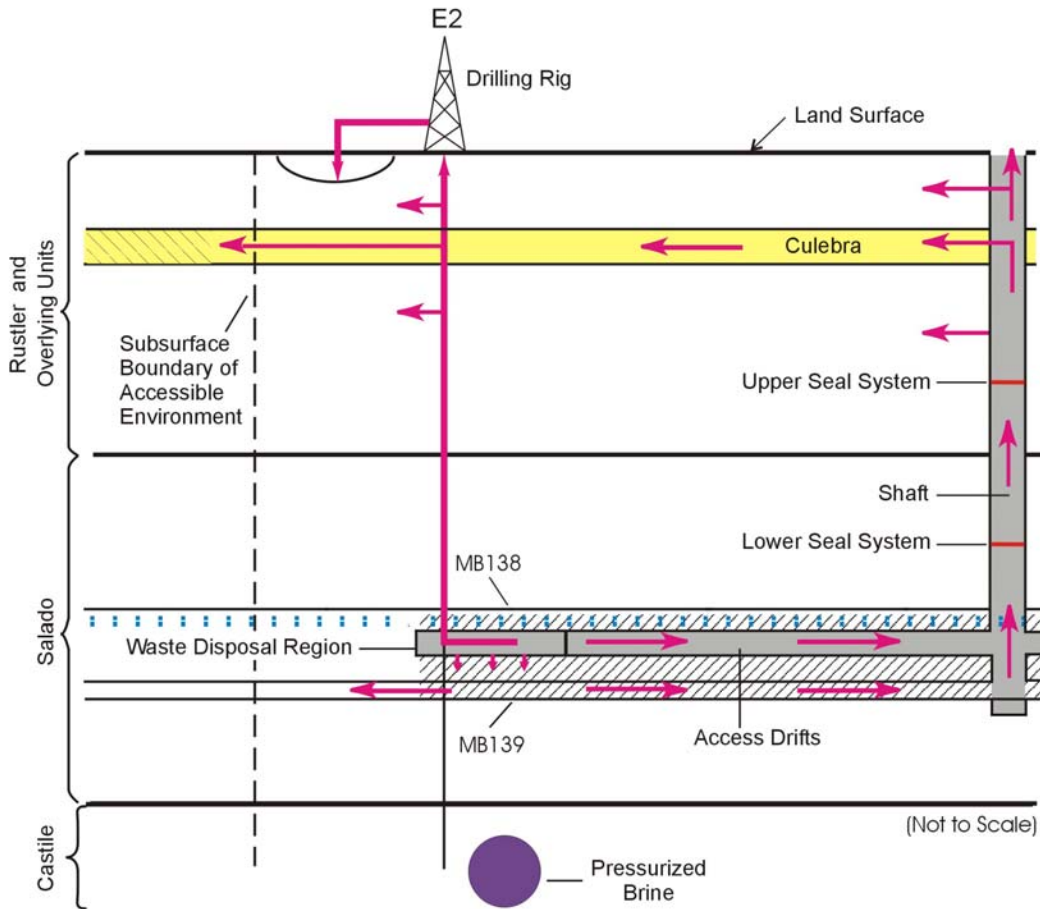 E2
Drilling Rig
Land Surface
Culebra
Rustler and
Overlying Units
Subsurface
Boundary of
Accessible
Environment
Upper Seal System
Shaft
Lower Seal System
MB138
Salado
Waste Disposal Region
MB139
Access Drifts
(Not to Scale)
Castile
Pressurized
Brine